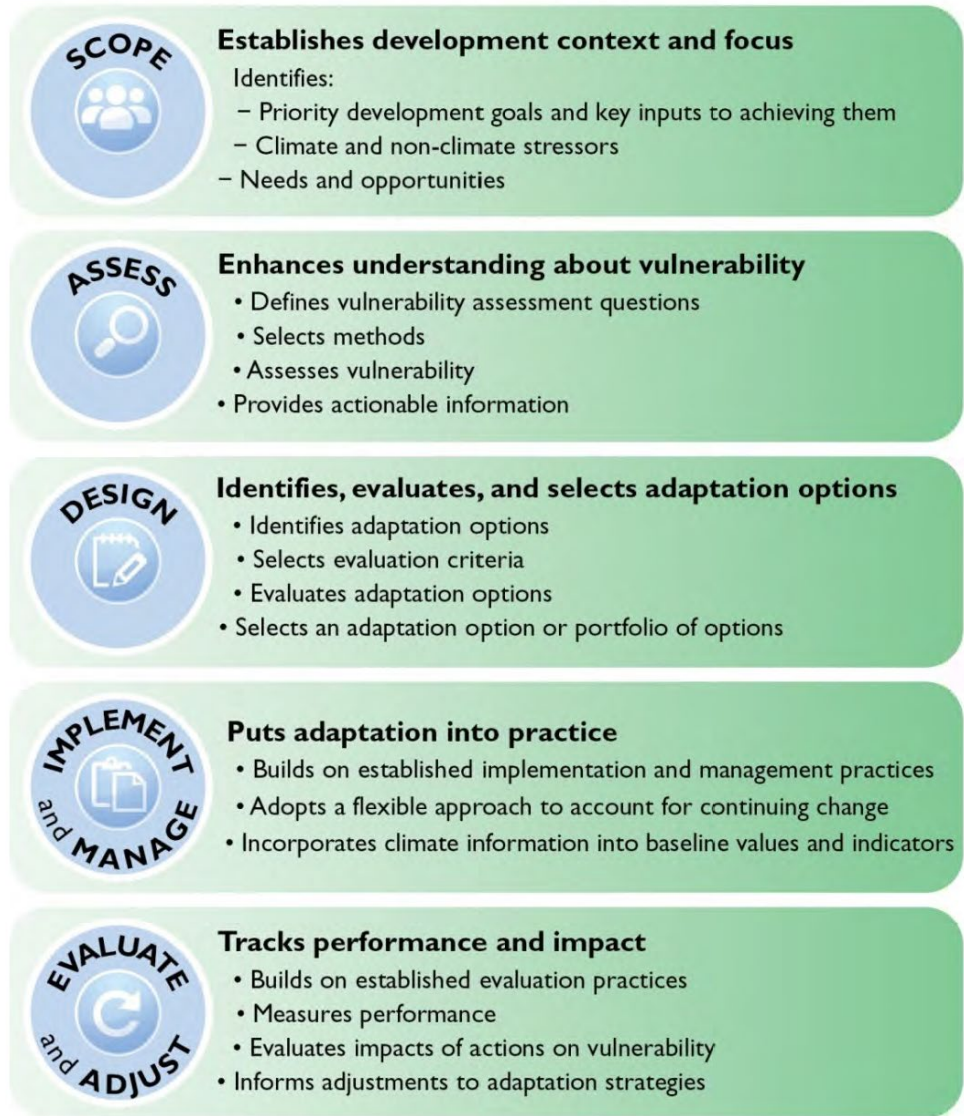 SCOPE
Establishes development context and focus
Identifies:
– Priority development goals and key inputs to achieving them
– Climate and non-climate stressors
– Needs and opportunities
ASSESS
Enhances understanding about vulnerability
• Defines vulnerability assessment questions
• Selects methods
• Assesses vulnerability
• Provides actionable information
DESIGN
Identifies, evaluates, and selects adaptation options
• Identifies adaptation options
• Selects evaluation criteria
• Evaluates adaptation options
• Selects an adaptation option or portfolio of options
IMPLEMENT
and MANAGE
Puts adaptation into practice
• Builds on established implementation and management practices
• Adopts a flexible approach to account for continuing change
• Incorporates climate information into baseline values and indicators
EVALUATE
and ADJUST
Tracks performance and impact
• Builds on established evaluation practices
• Measures performance
• Evaluates impacts of actions on vulnerability
• Informs adjustments to adaptation strategies